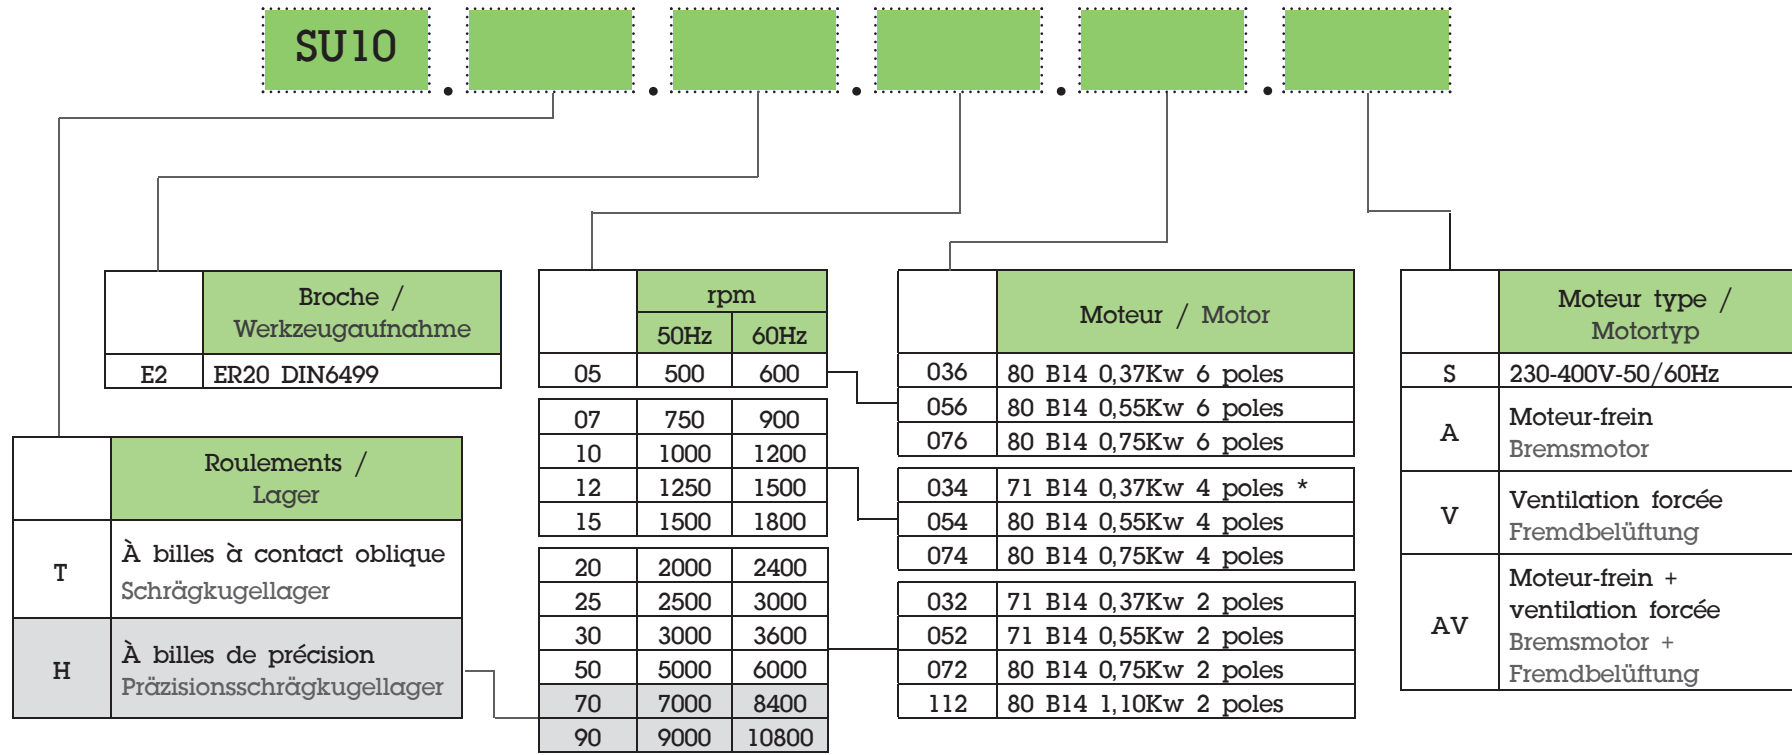 SU10 . . . . .
Broche /
Werkzeugaufnahme
E2 ER20 DIN6499
Roulements /
Lager
T À billes à contact oblique
Schrägkugellager
H À billes de précision
Präzisionsschrägkugellager
rpm
50Hz 60Hz
05 500 600
07 750 900
10 1000 1200
12 1250 1500
15 1500 1800
20 2000 2400
25 2500 3000
30 3000 3600
50 5000 6000
70 7000 8400
90 9000 10800
Moteur / Motor
036 80 B14 0,37Kw 6 poles
056 80 B14 0,55Kw 6 poles
076 80 B14 0,75Kw 6 poles
034 71 B14 0,37Kw 4 poles *
054 80 B14 0,55Kw 4 poles
074 80 B14 0,75Kw 4 poles
032 71 B14 0,37Kw 2 poles
052 71 B14 0,55Kw 2 poles
072 80 B14 0,75Kw 2 poles
112 80 B14 1,10Kw 2 poles
Moteur type /
Motortyp
S 230-400V-50/60Hz
A Moteur-frein
Bremsmotor
V Ventilation forcée
Fremdbelüftung
AV Moteur-frein +
ventilation forcée
Bremsmotor +
Fremdbelüftung